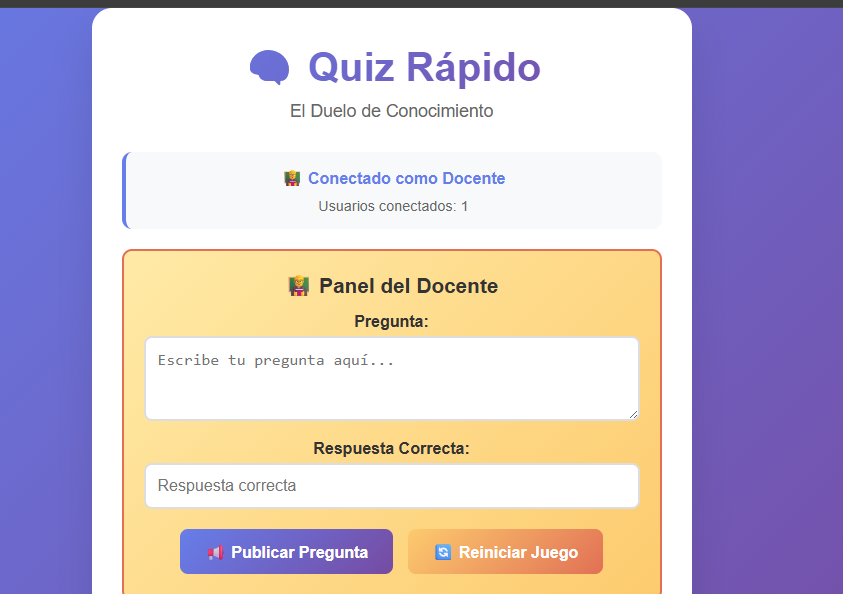 Quiz Rápido
El Duelo de Conocimiento
Conectado como Docente
Usuarios conectados: 1
Panel del Docente
Pregunta:
Escribe tu pregunta aquí...
Respuesta Correcta:
Respuesta correcta
Publicar Pregunta
Reiniciar Juego